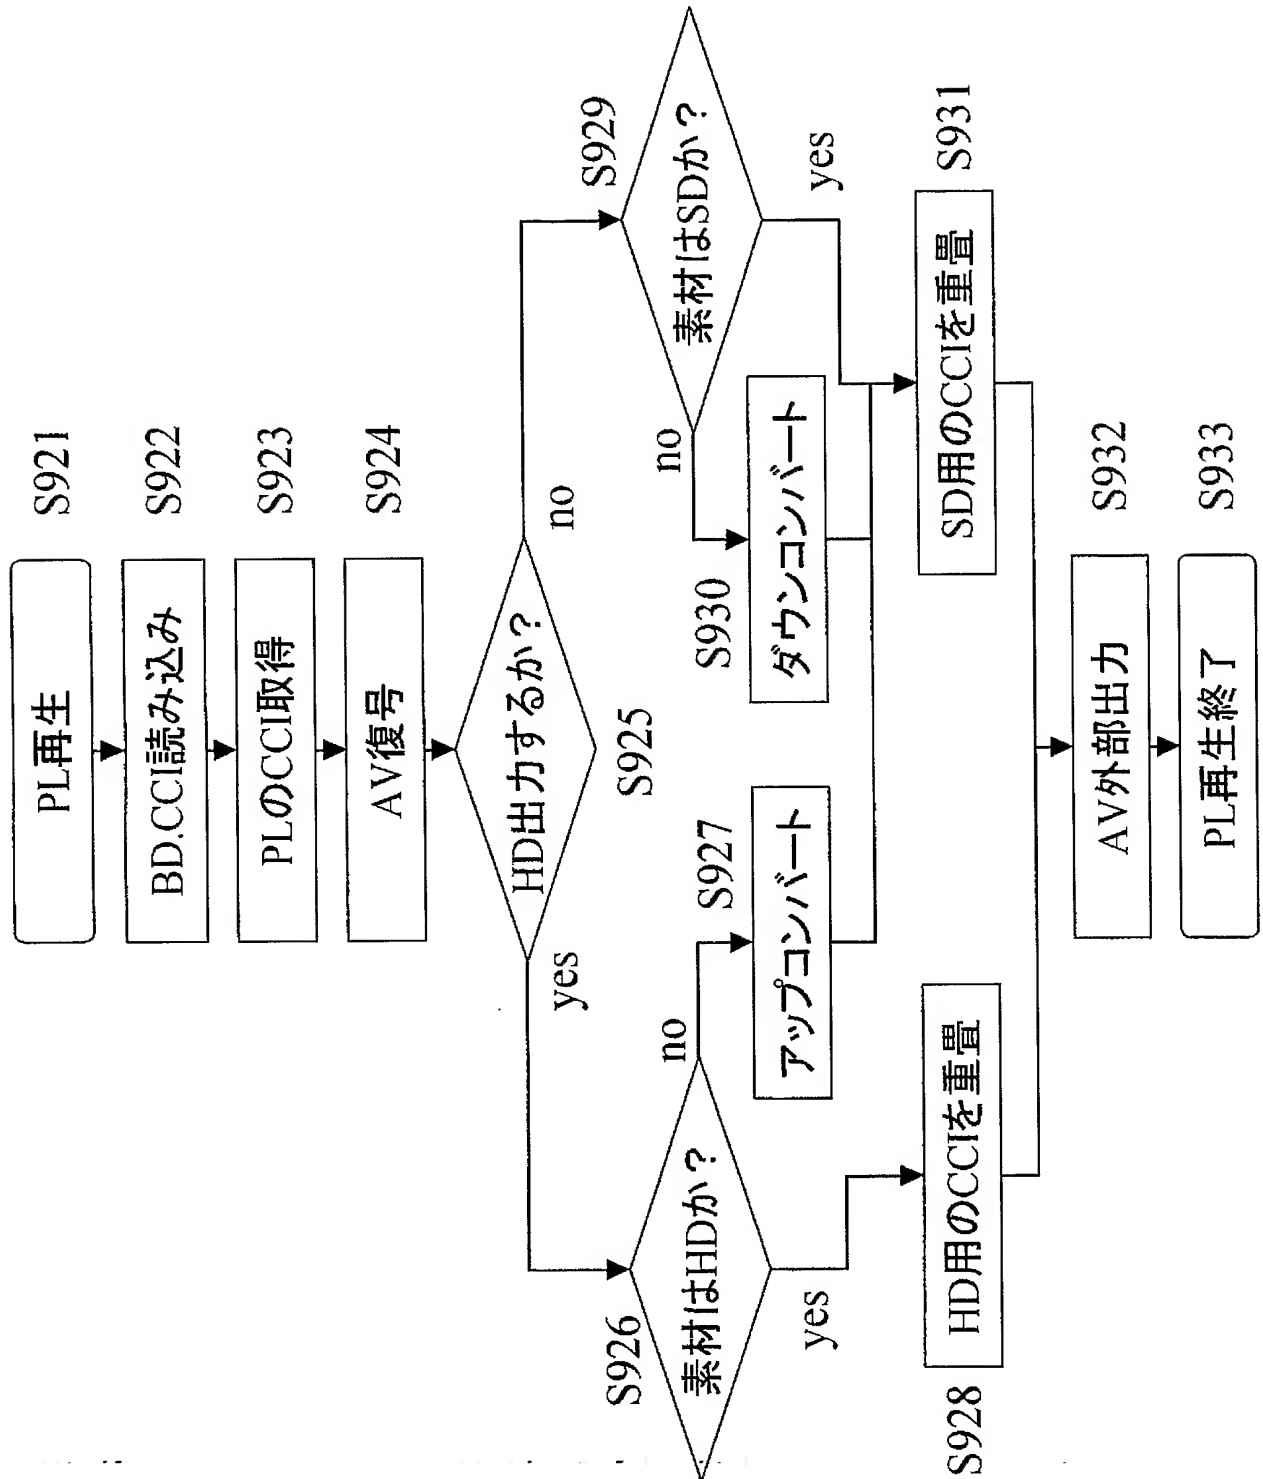 PL再生
S921
BD.CCI読み込み
S922
PLのCCI取得
S923
AV復号
S924
HD出力するか?
S925
yes
no
S926
素材はHDか?
no
yes
S927
アップコンバート
S928
HD用のCCIを重畳
S929
素材はSDか?
no
yes
S930
ダウンコンバート
SD用のCCIを重畳
S931
AV外部出力
S932
PL再生終了
S933